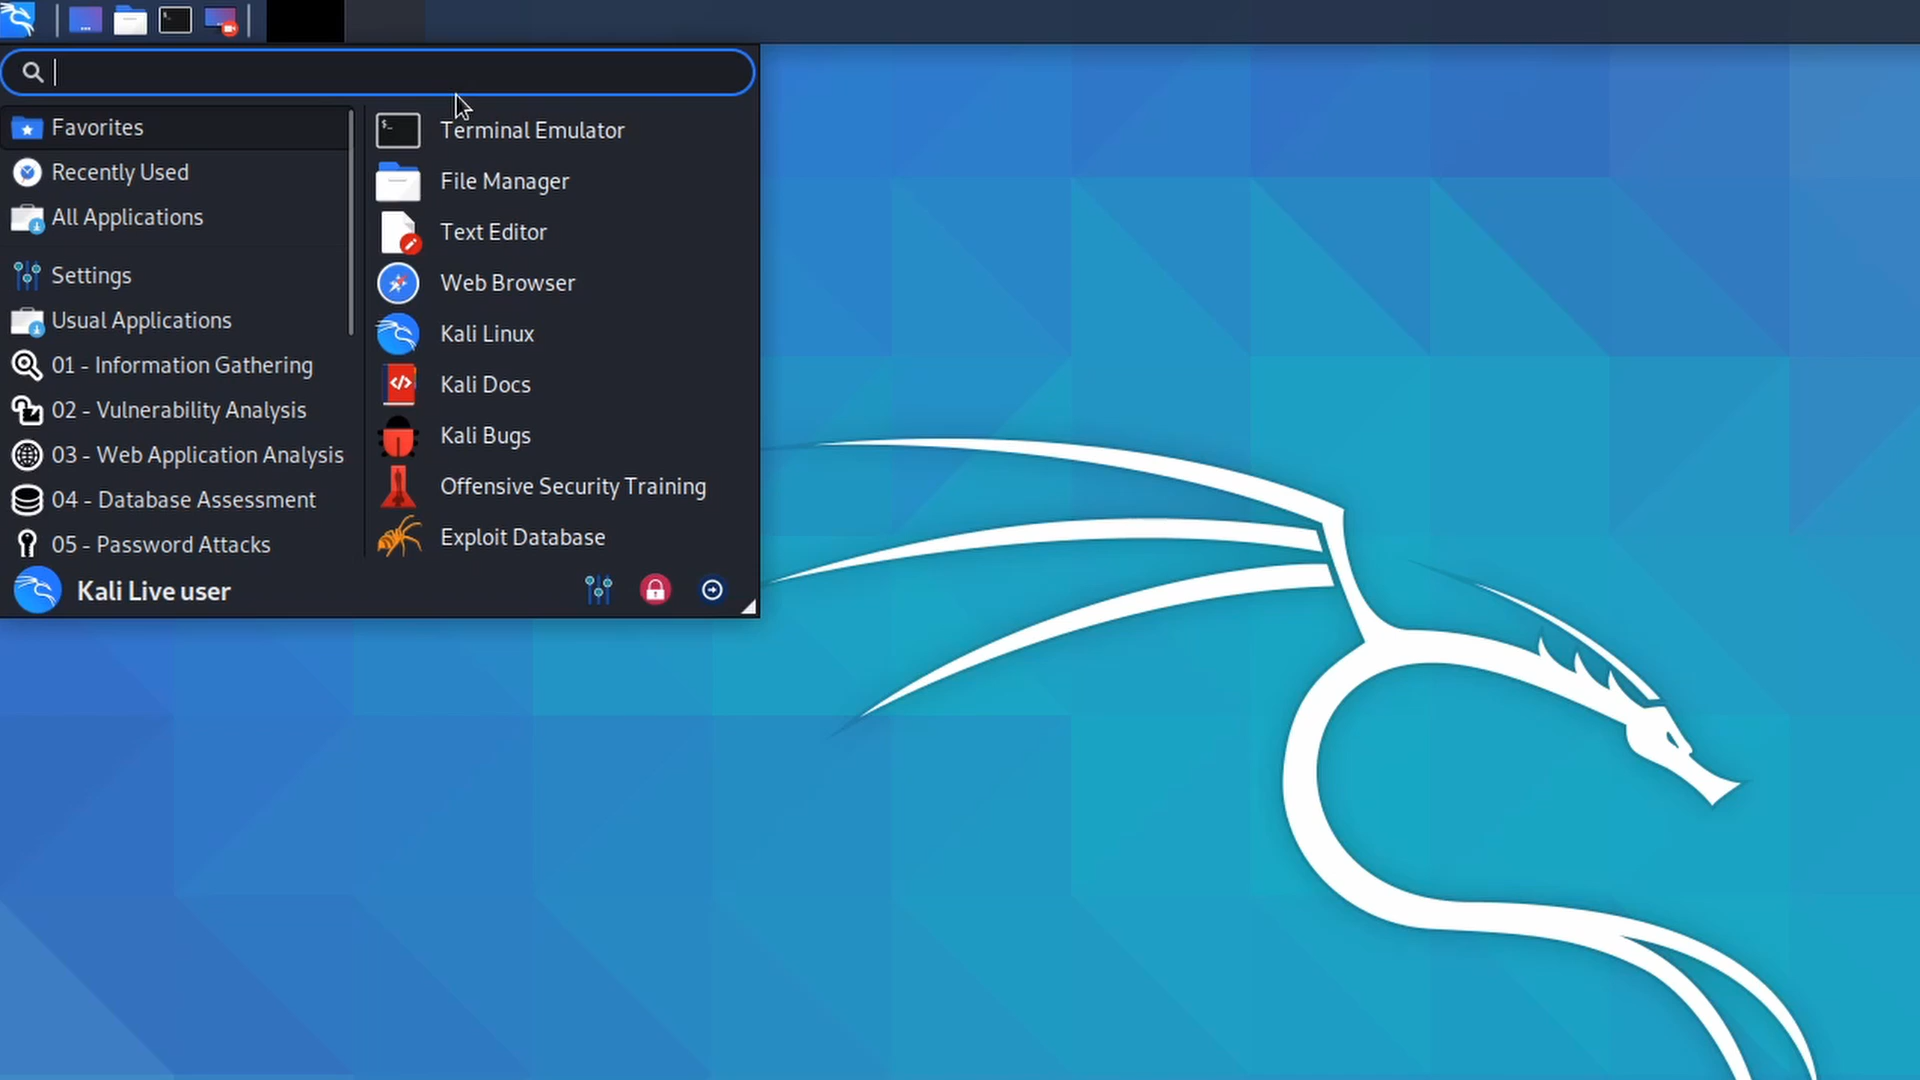 Favorites
Recently Used
All Applications
Settings
Usual Applications
01 - Information Gathering
02 - Vulnerability Analysis
03 - Web Application Analysis
04 - Database Assessment
05 - Password Attacks
Terminal Emulator
File Manager
Text Editor
Web Browser
Kali Linux
Kali Docs
Kali Bugs
Offensive Security Training
Exploit Database
Kali Live user